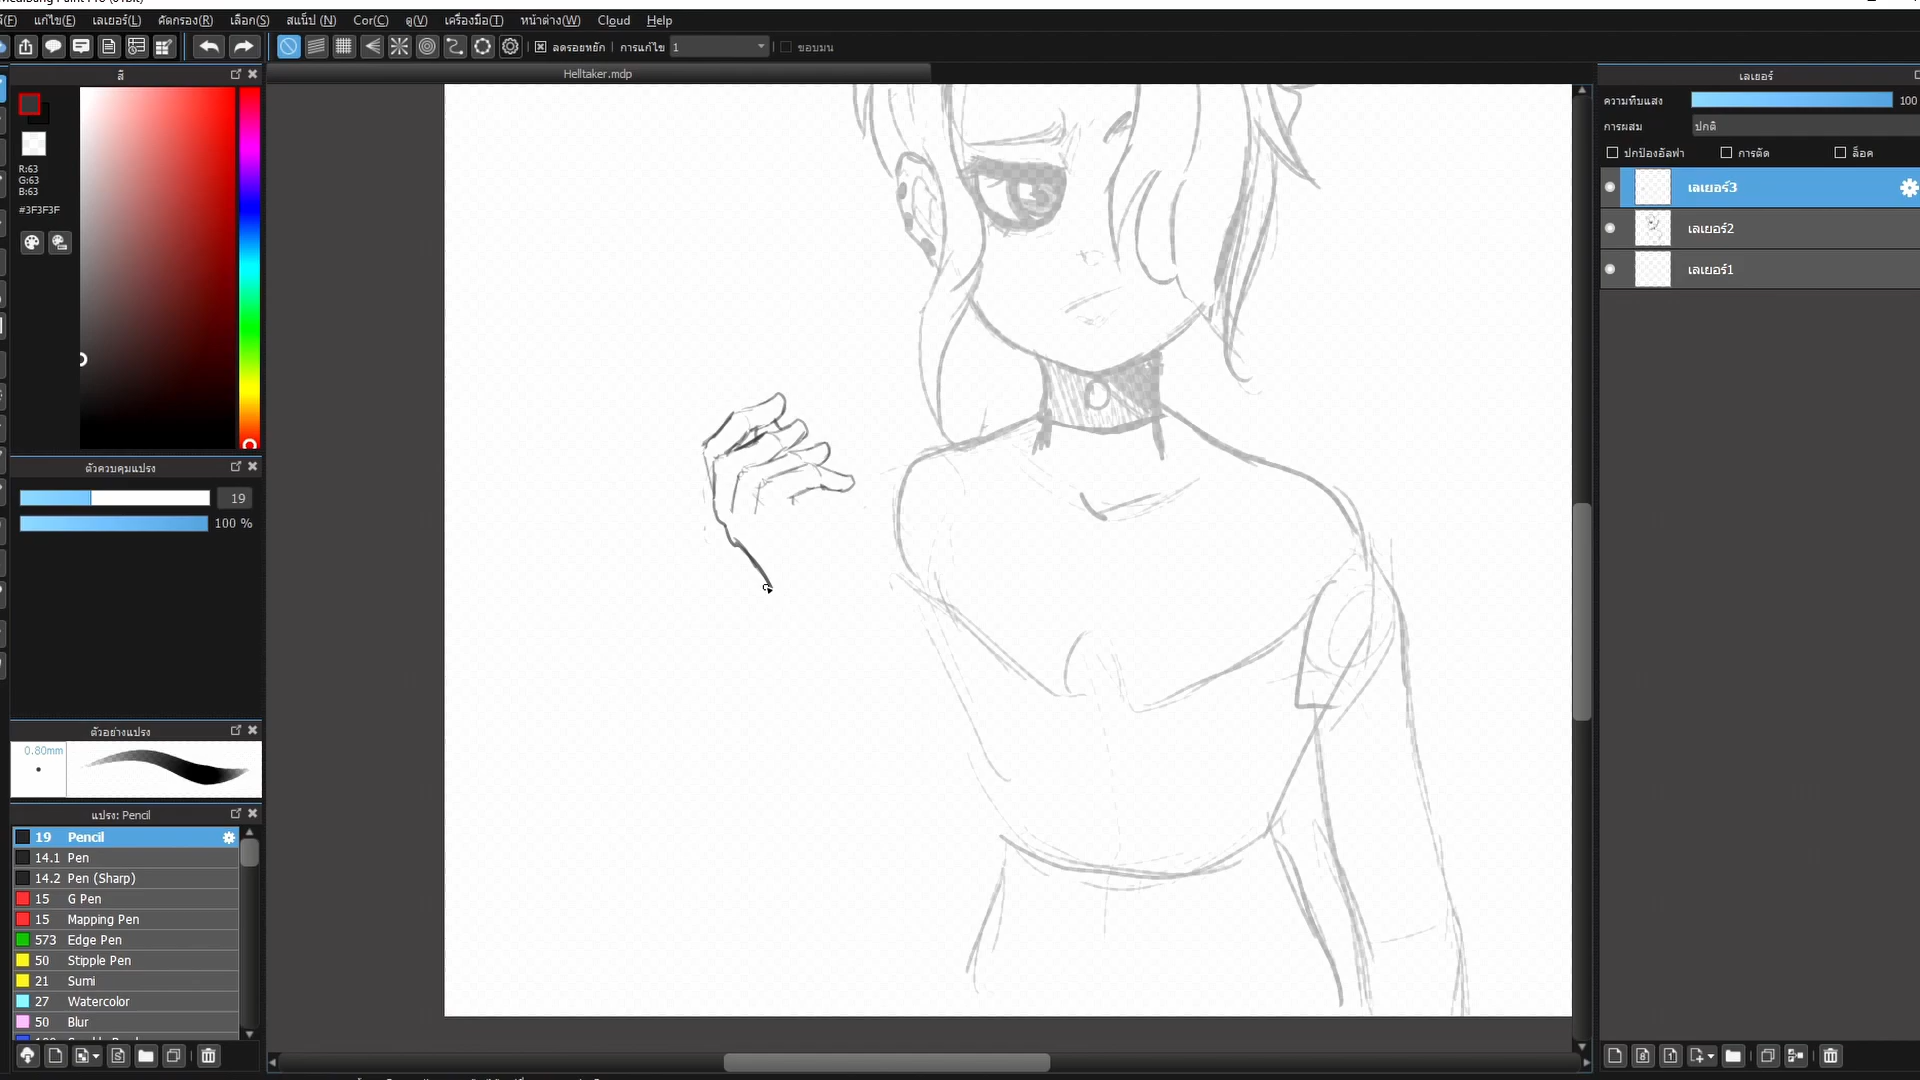 แก้ไข(E) เลเยอร์(L) คัดกรอง(R) เลือก(S) สแน็ป (N) Cor(C) ดู(V) เครื่องมือ(T) หน้าต่าง(W) Cloud Help
ลดรอยหยัก การแก้ไข 1 ขอบมน
สี
Helltaker.mdp
R:63
G:63
B:63
#3F3F3F
ตัวควบคุมแปรง
19
100 %
ตัวอย่างแปรง
0.80mm
แปรง: Pencil
19 Pencil
14.1 Pen
14.2 Pen (Sharp)
15 G Pen
15 Mapping Pen
573 Edge Pen
50 Stipple Pen
21 Sumi
27 Watercolor
50 Blur
เลเยอร์
ความทึบแสง 100
การผสม ปกติ
ปกป้องอัลฟา การตัด ล็อค
เลเยอร์3
เลเยอร์2
เลเยอร์1